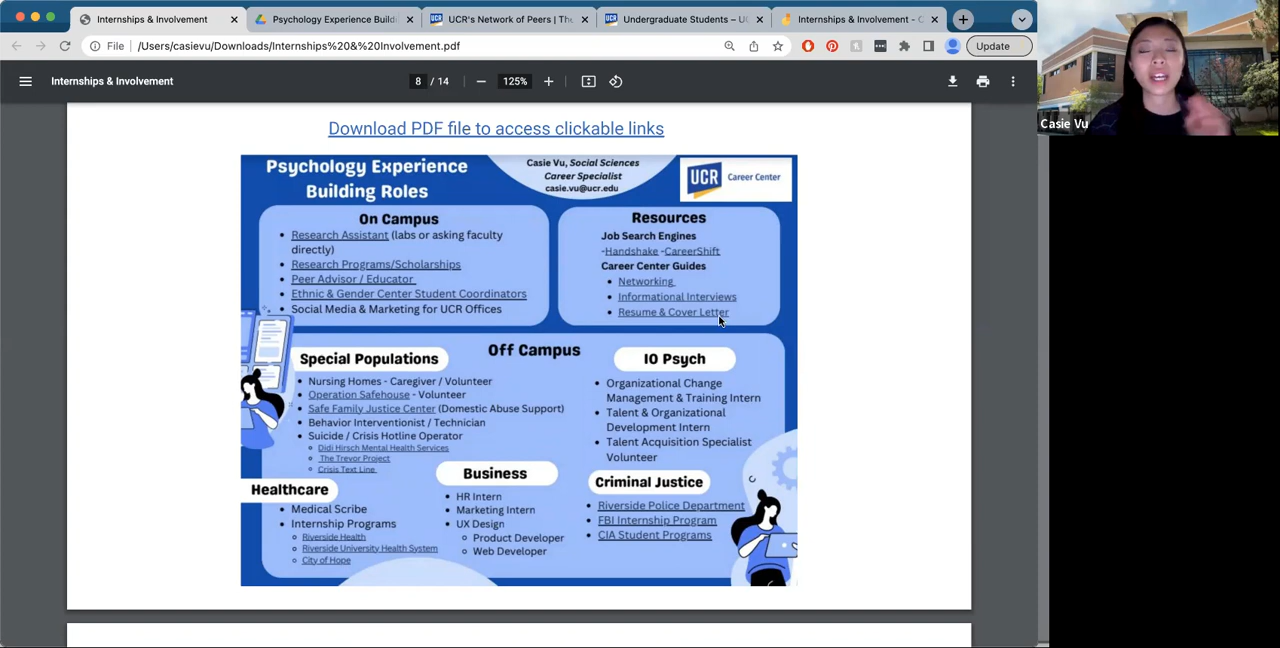 Internships & Involvement
Psychology Experience Build
UCR's Network of Peers | The
Undergraduate Students – UC
Internships & Involvement - C
File
/Users/casievu/Downloads/Internships%20&%20Involvement.pdf
Update
Internships & Involvement
8 / 14
125%
Casie Vu
Download PDF file to access clickable links
Psychology Experience
Building Roles
Casie Vu, Social Sciences
Career Specialist
casie.vu@ucr.edu
UCR Career Center
On Campus
Research Assistant (labs or asking faculty
directly)
Research Programs/Scholarships
Peer Advisor / Educator
Ethnic & Gender Center Student Coordinators
Social Media & Marketing for UCR Offices
Resources
Job Search Engines
-Handshake -CareerShift
Career Center Guides
Networking
Informational Interviews
Resume & Cover Letter
Off Campus
Special Populations
Nursing Homes - Caregiver / Volunteer
Operation Safehouse - Volunteer
Safe Family Justice Center (Domestic Abuse Support)
Behavior Interventionist / Technician
Suicide / Crisis Hotline Operator
Didi Hirsch Mental Health Services
The Trevor Project
Crisis Text Line
IO Psych
Organizational Change
Management & Training Intern
Talent & Organizational
Development Intern
Talent Acquisition Specialist
Volunteer
Healthcare
Medical Scribe
Internship Programs
Riverside Health
Riverside University Health System
City of Hope
Business
HR Intern
Marketing Intern
UX Design
Product Developer
Web Developer
Criminal Justice
Riverside Police Department
FBI Internship Program
CIA Student Programs